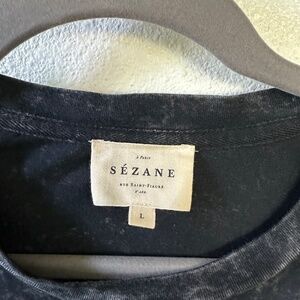 À PARIS
SÉZANE
RUE SAINT-FIACRE
L